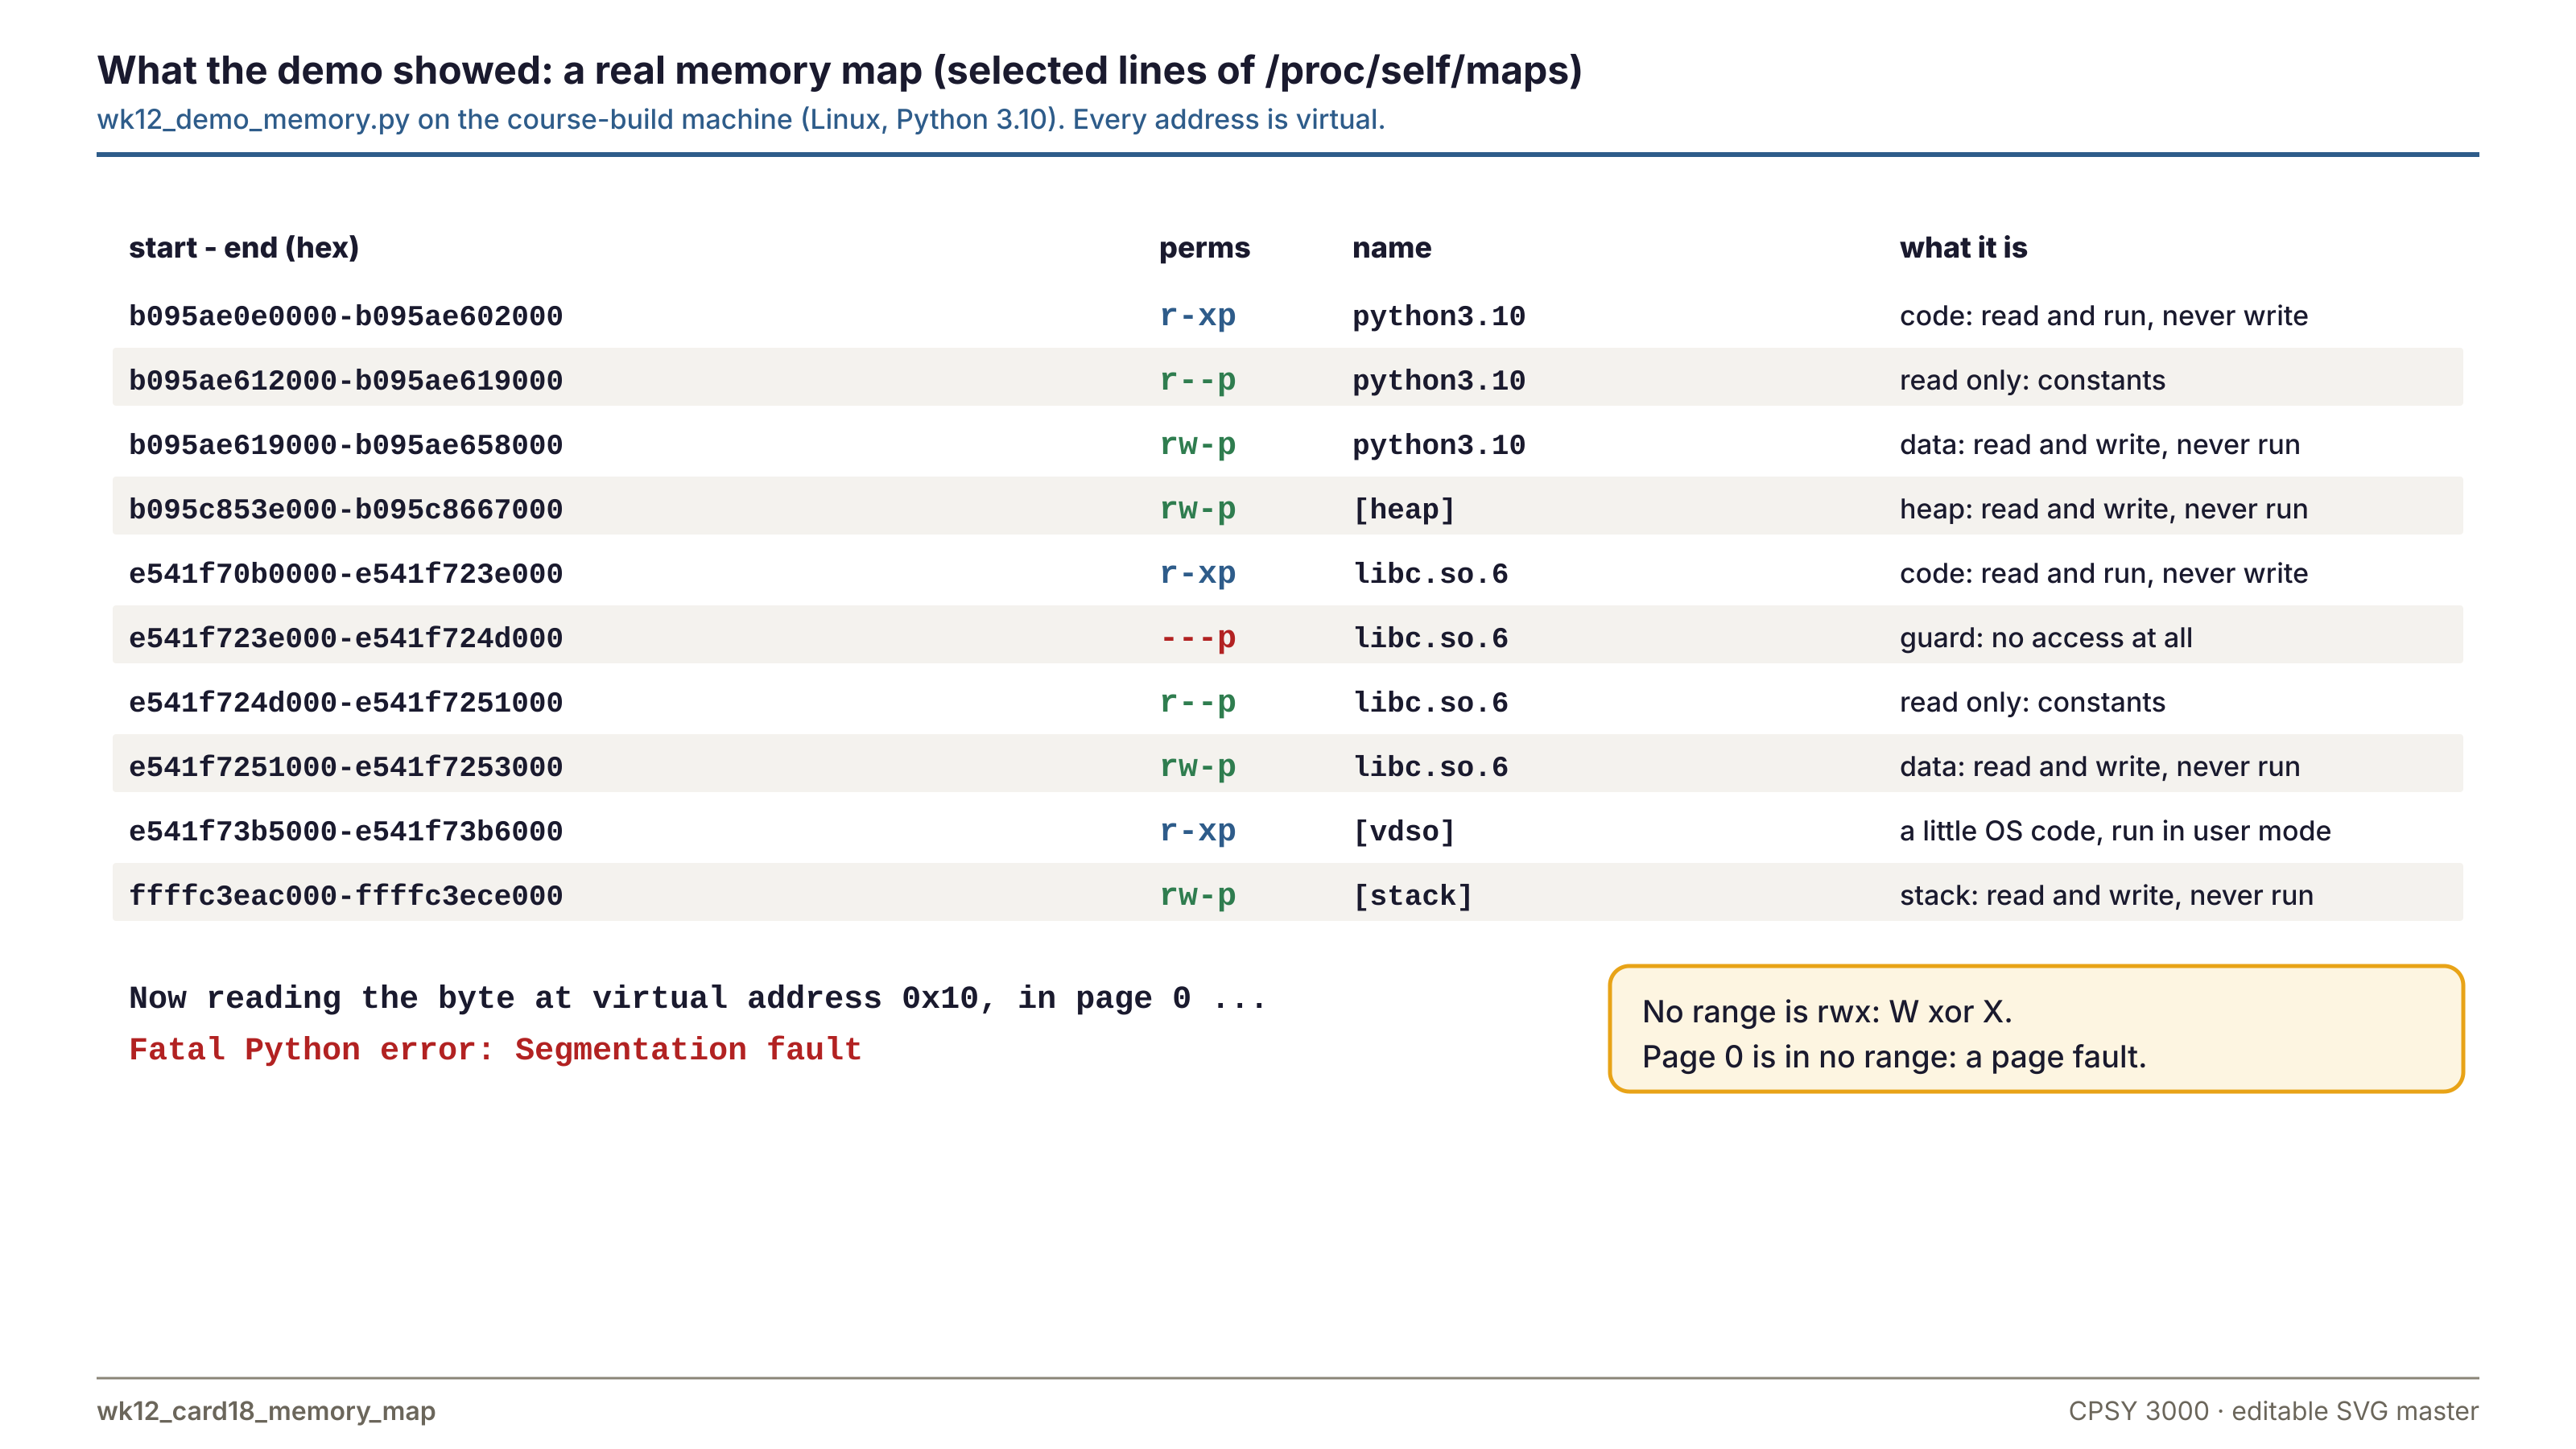 What the demo showed: a real memory map (selected lines of /proc/self/maps)
wk12_demo_memory.py on the course-build machine (Linux, Python 3.10). Every address is virtual.
start - end (hex) perms name what it is
b095ae0e0000-b095ae602000 r-xp python3.10 code: read and run, never write
b095ae612000-b095ae619000 r--p python3.10 read only: constants
b095ae619000-b095ae658000 rw-p python3.10 data: read and write, never run
b095c853e000-b095c8667000 rw-p [heap] heap: read and write, never run
e541f70b0000-e541f723e000 r-xp libc.so.6 code: read and run, never write
e541f723e000-e541f724d000 ---p libc.so.6 guard: no access at all
e541f724d000-e541f7251000 r--p libc.so.6 read only: constants
e541f7251000-e541f7253000 rw-p libc.so.6 data: read and write, never run
e541f73b5000-e541f73b6000 r-xp [vdso] a little OS code, run in user mode
ffffc3eac000-ffffc3ece000 rw-p [stack] stack: read and write, never run
Now reading the byte at virtual address 0x10, in page 0 ...
Fatal Python error: Segmentation fault
No range is rwx: W xor X.
Page 0 is in no range: a page fault.
wk12_card18_memory_map
CPSY 3000 · editable SVG master